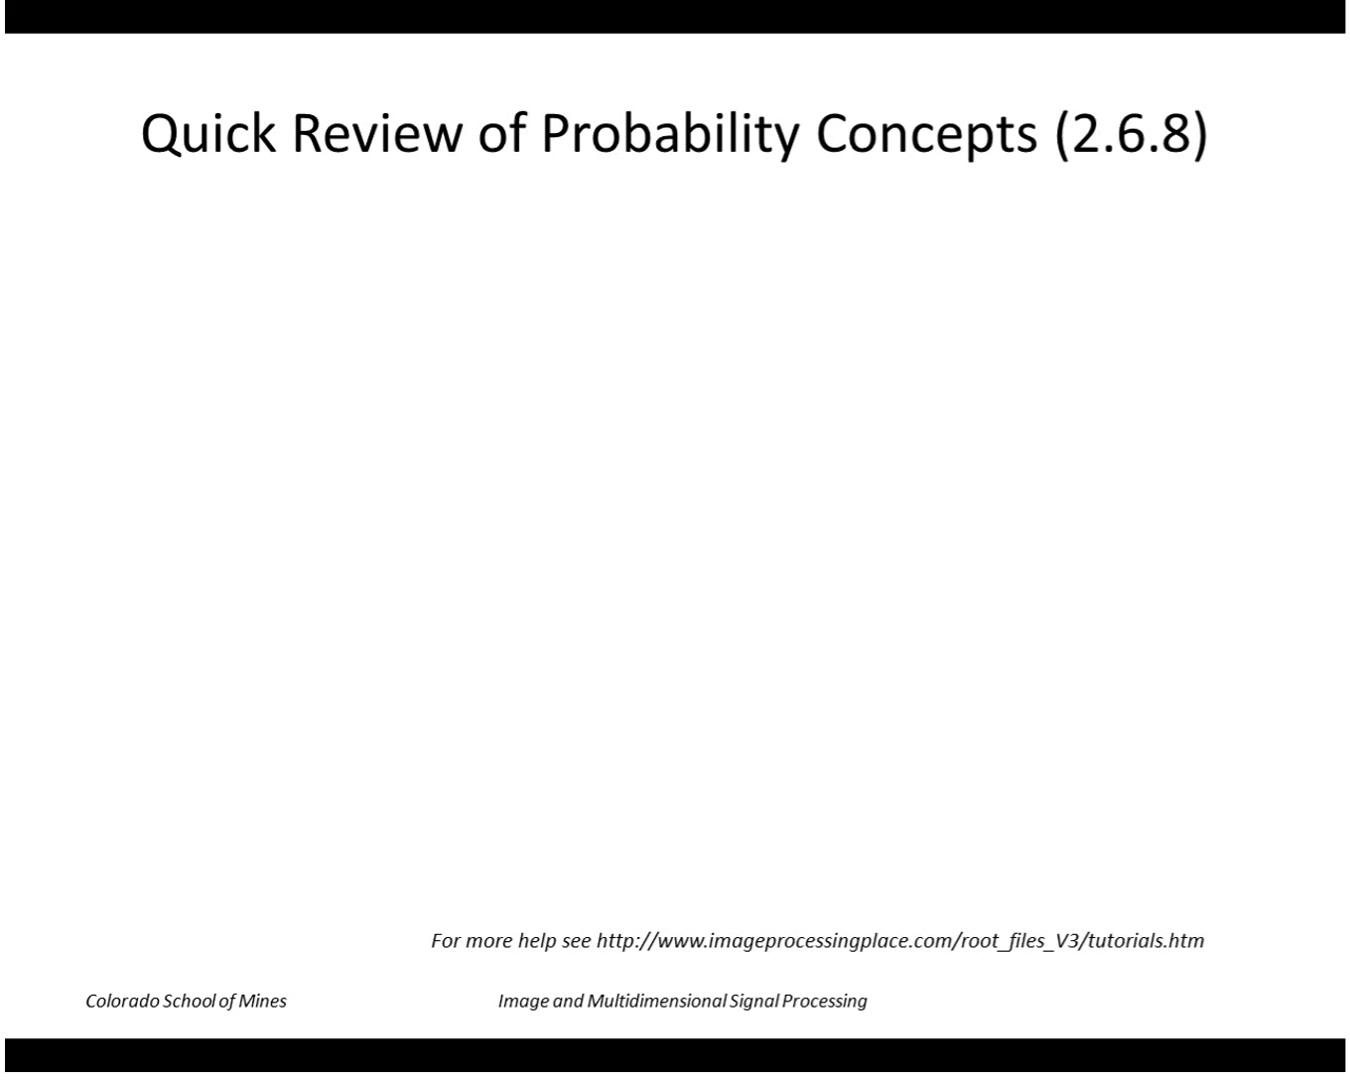 Quick Review of Probability Concepts (2.6.8)
For more help see http://www.imageprocessingplace.com/root_files_V3/tutorials.htm
Colorado School of Mines
Image and Multidimensional Signal Processing